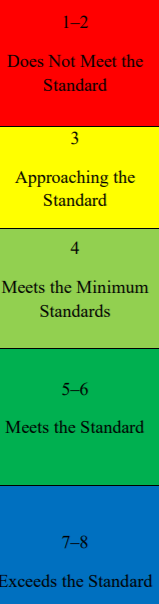 1–2
Does Not Meet the
Standard
3
Approaching the
Standard
4
Meets the Minimum
Standards
5–6
Meets the Standard
7–8
Exceeds the Standard